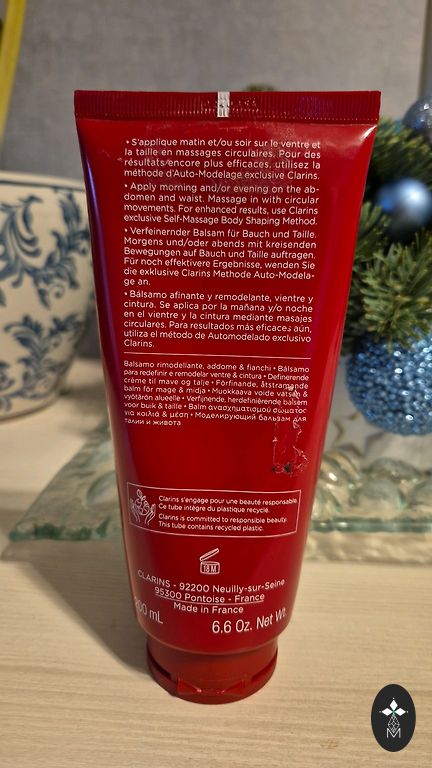 • S'applique matin et/ou soir sur le ventre et
la taille en massages circulaires. Pour des
résultats encore plus efficaces, utilisez la
méthode d'Auto-Modelage exclusive Clarins.
• Apply morning and/or evening on the ab-
domen and waist. Massage in with circular
movements. For enhanced results, use Clarins
exclusive Self-Massage Body Shaping Method.
• Verfeinernder Balsam für Bauch und Taille.
Morgens und/oder abends mit kreisenden
Bewegungen auf Bauch und Taille auftragen.
Für noch effektivere Ergebnisse, wenden Sie
die exklusive Clarins Methode Auto-Modela-
ge an.
• Bálsamo afinante y remodelante, vientre y
cintura. Se aplica por la mañana y/o noche
en el vientre y la cintura mediante masajes
circulares. Para resultados más eficaces aún,
utiliza el método de Automodelado exclusivo
Clarins.
Balsamo rimodellante, addome & fianchi • Bálsamo
para redefinir e remodelar ventre & cintura • Definerende
crème til mave og talje • Förfinande, åtstramande
balm för mage & midja • Muokkaava voide vatsan &
vyötärön alueelle • Verfijnende, herdefiniërende balsem
voor buik & taille • Balm ανασχηματισμού σώματος
για κοιλιά & μέση • Моделирующий бальзам для
талии и живота
Clarins s'engage pour une beauté responsable.
Ce tube intègre du plastique recyclé.
Clarins is committed to responsible beauty.
This tube contains recycled plastic.
18 M
CLARINS - 92200 Neuilly-sur-Seine
95300 Pontoise - France
Made in France
200 mL 6.6 Oz. Net Wt.
M